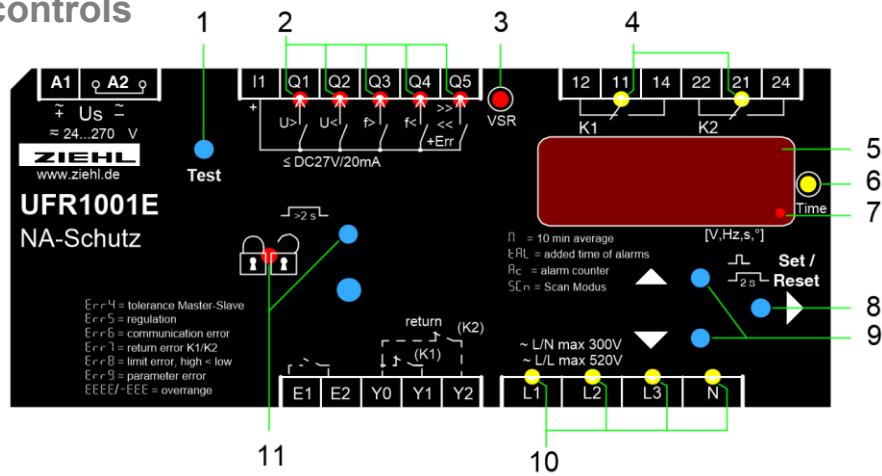 controls
1 2 3 4
A1 A2
I1 Q1 Q2 Q3 Q4 Q5
12 11 14 22 21 24
+ Us
≈ 24...270 V
ZIEHL
www.ziehl.de
Test
+ U> U< f> f< >> <<
+Err
≤ DC27V/20mA
VSR
K1 K2
5
6
7
Time
UFR1001E
NA-Schutz
>2 s
[V,Hz,s,°]
n = 10 min average
tAL = added time of alarms
Ac = alarm counter
SCn = Scan Modus
Set /
Reset
2 s
8
9
Err4 = tolerance Master-Slave
Err5 = regulation
Err6 = communication error
Err7 = return error K1/K2
Err8 = limit error, high < low
Err9 = parameter error
EEEE/-EEE = overrange
return
(K2)
(K1)
~ L/N max 300V
~ L/L max 520V
E1 E2 Y0 Y1 Y2
L1 L2 L3 N
11 10